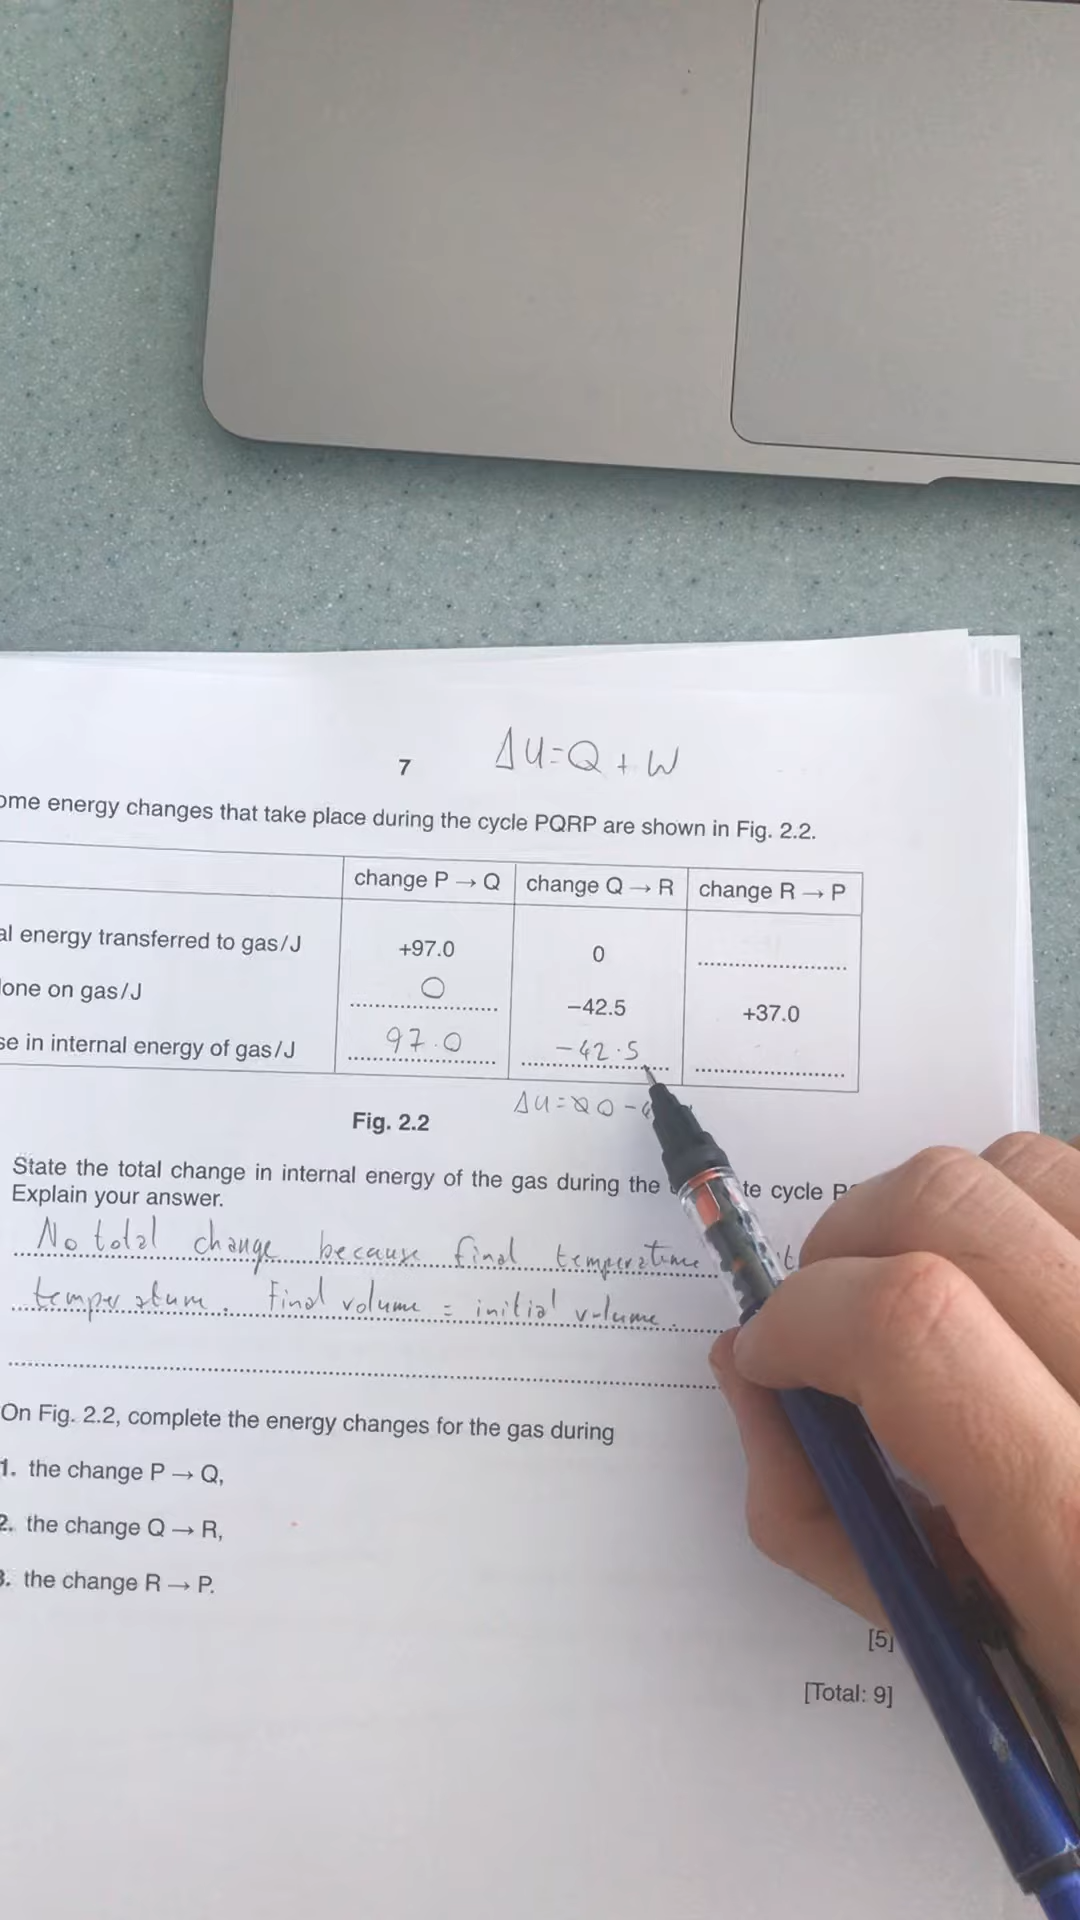 7 ΔU=Q+W
ome energy changes that take place during the cycle PQRP are shown in Fig. 2.2.
change P → Q change Q → R change R → P
al energy transferred to gas/J +97.0 0
one on gas/J 0 −42.5 +37.0
se in internal energy of gas/J 97.0 -42.5
Fig. 2.2 ΔU= 0 -
State the total change in internal energy of the gas during the te cycle P
Explain your answer.
No total change because final temperature
temperature. Final volume = initial volume.
On Fig. 2.2, complete the energy changes for the gas during
1. the change P → Q,
2. the change Q → R,
3. the change R → P.
[5]
[Total: 9]